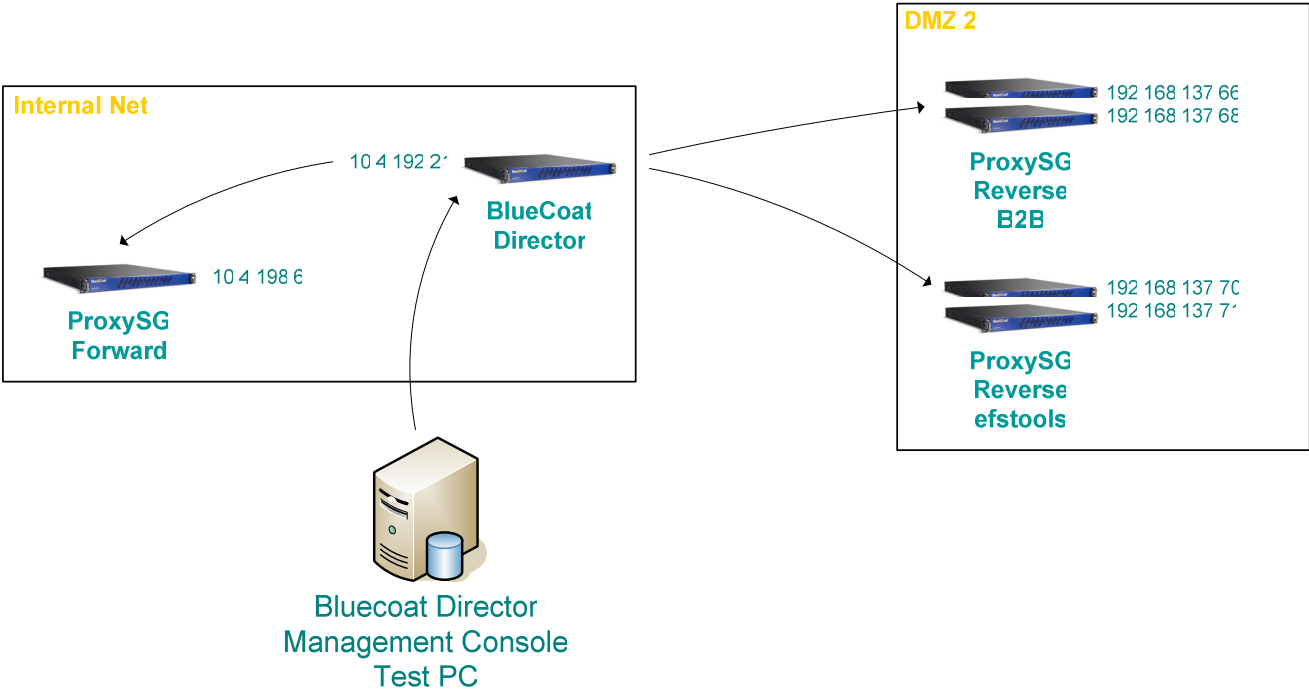 DMZ 2
Internal Net
192 168 137 66
192 168 137 68
ProxySG
Reverse
B2B
10 4 192 21
BlueCoat
Director
10 4 198 6
ProxySG
Forward
192 168 137 70
192 168 137 71
ProxySG
Reverse
efstools
Bluecoat Director
Management Console
Test PC